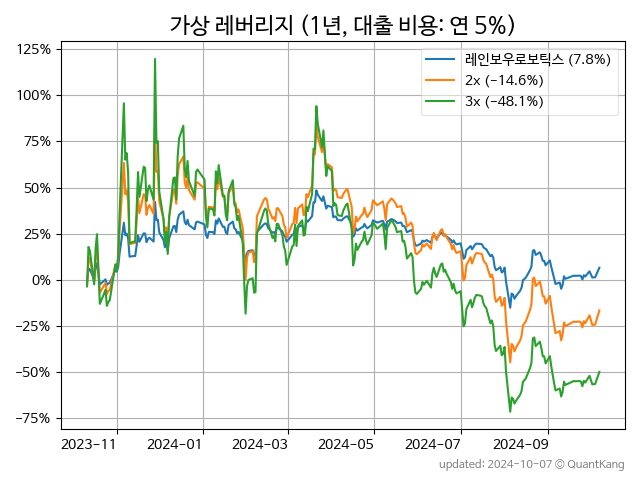 가상 레버리지 (1년, 대출 비용: 연 5%)
125%
100%
75%
50%
25%
0%
−25%
−50%
−75%
레인보우로보틱스 (7.8%)
2x (−14.6%)
3x (−48.1%)
2023-11 2024-01 2024-03 2024-05 2024-07 2024-09
updated: 2024-10-07 © QuantKang